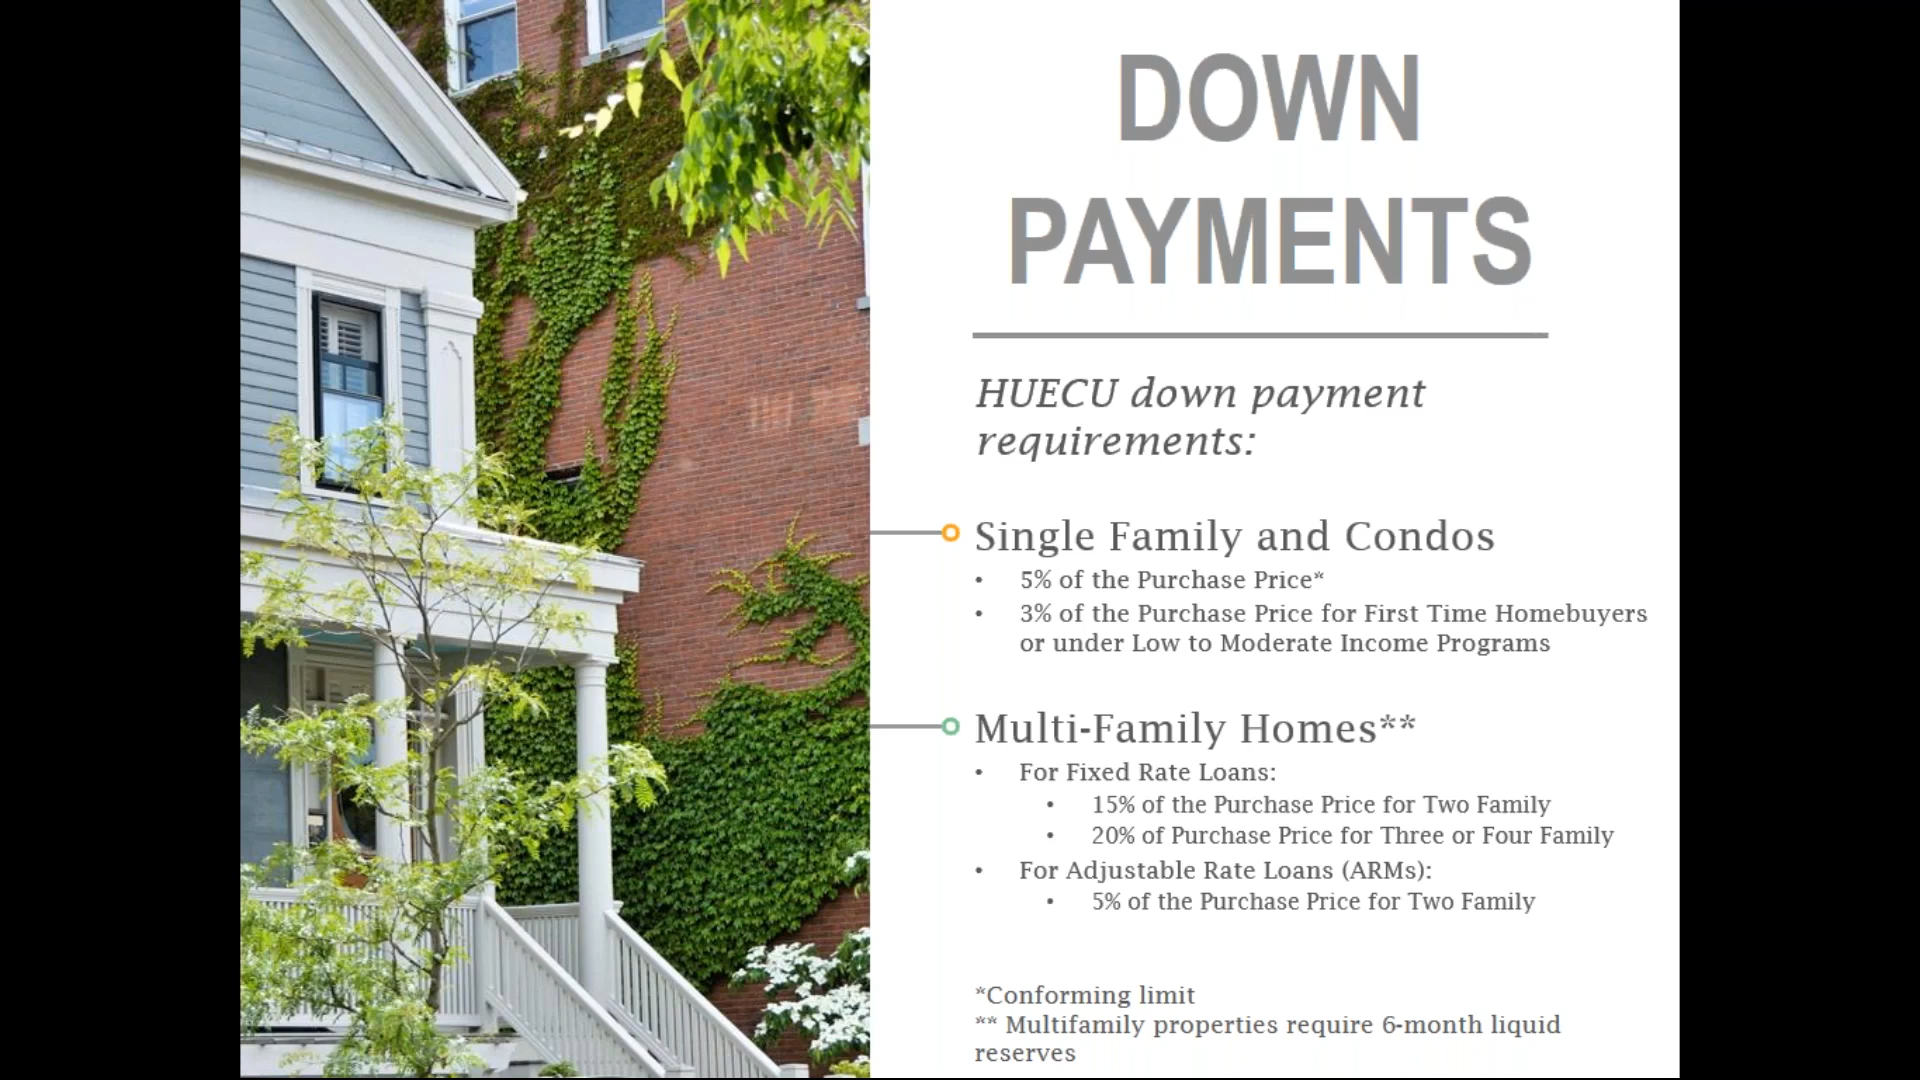 DOWN
PAYMENTS
HUECU down payment
requirements:
Single Family and Condos
• 5% of the Purchase Price*
• 3% of the Purchase Price for First Time Homebuyers
or under Low to Moderate Income Programs
Multi-Family Homes**
• For Fixed Rate Loans:
• 15% of the Purchase Price for Two Family
• 20% of Purchase Price for Three or Four Family
• For Adjustable Rate Loans (ARMs):
• 5% of the Purchase Price for Two Family
*Conforming limit
** Multifamily properties require 6-month liquid
reserves